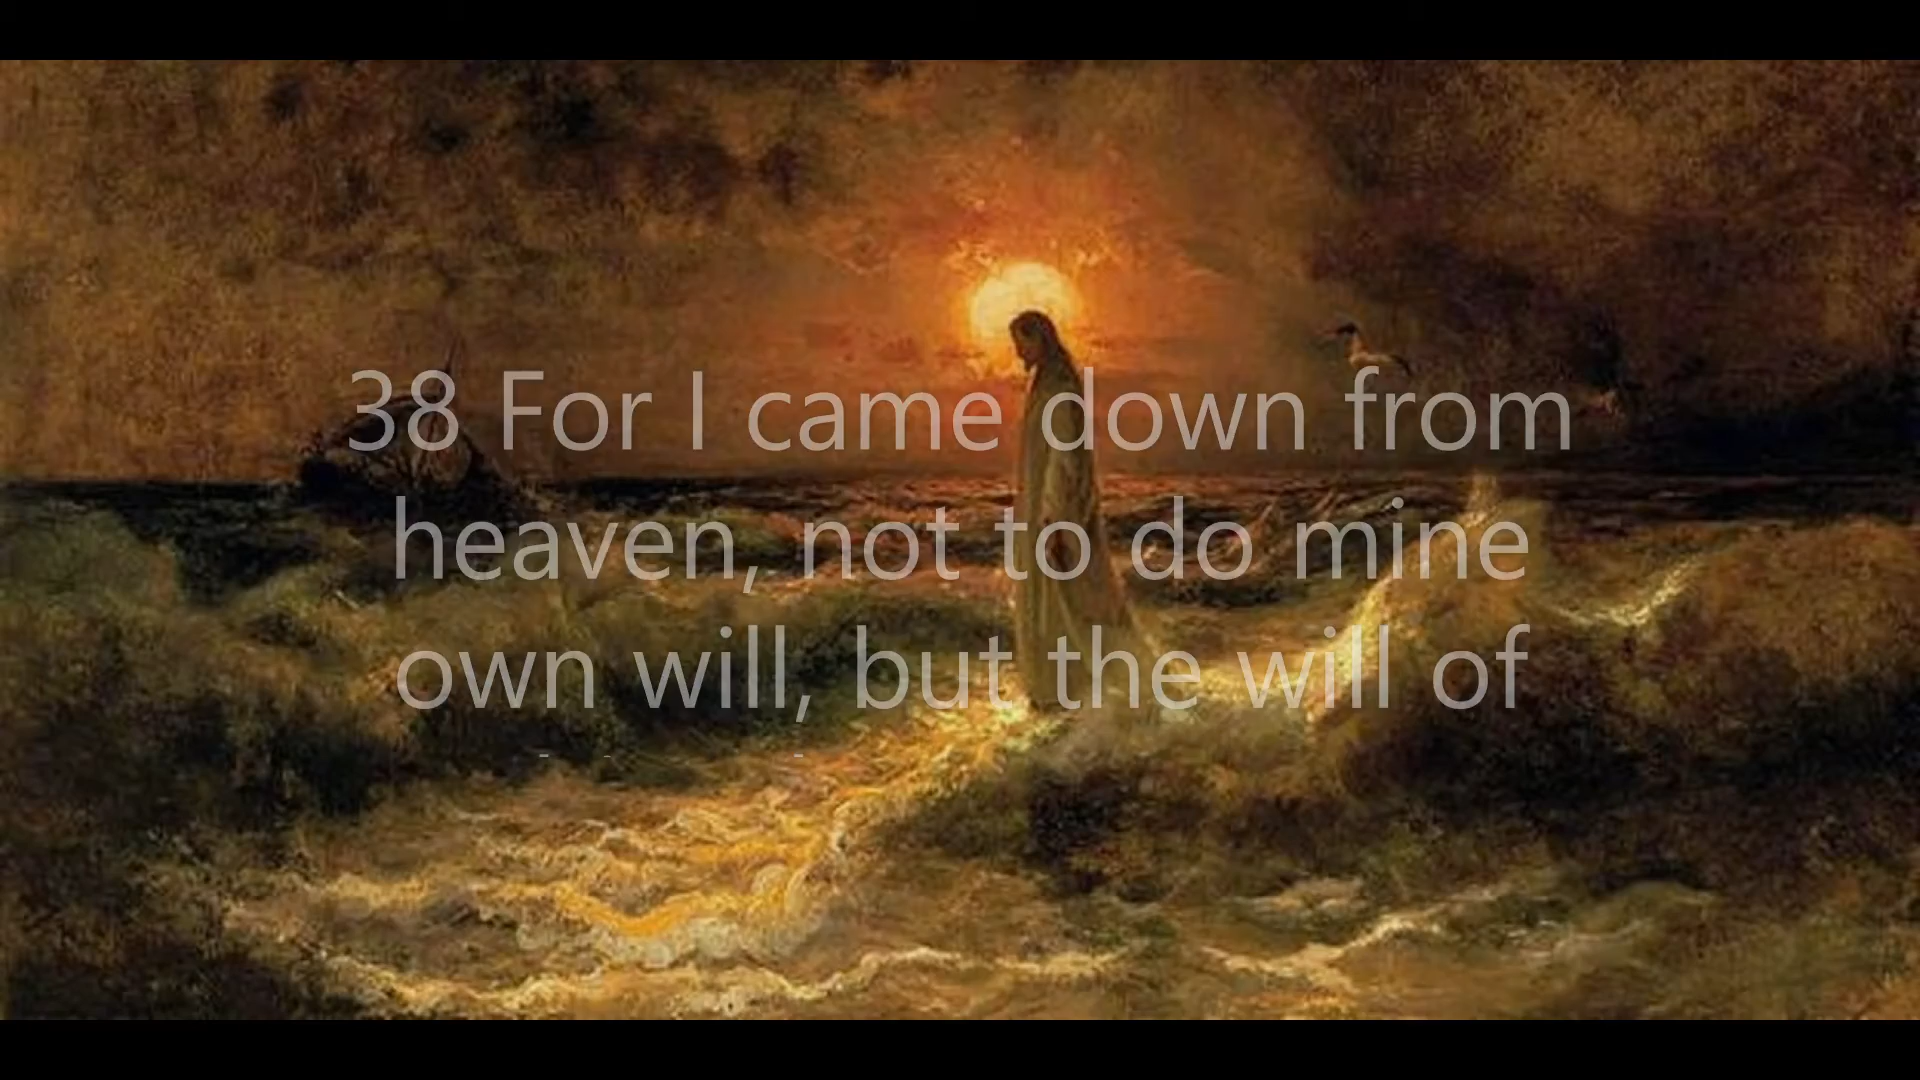 38 For I came down from
heaven, not to do mine
own will, but the will of